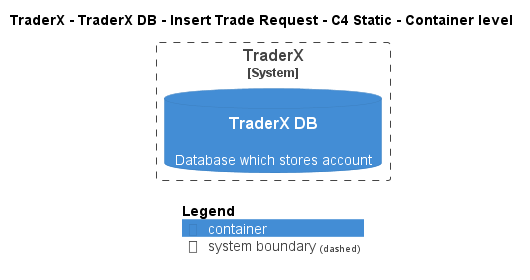 TraderX - TraderX DB - Insert Trade Request - C4 Static - Container level
TraderX
[System]
TraderX DB
Database which stores account
Legend
container
system boundary (dashed)